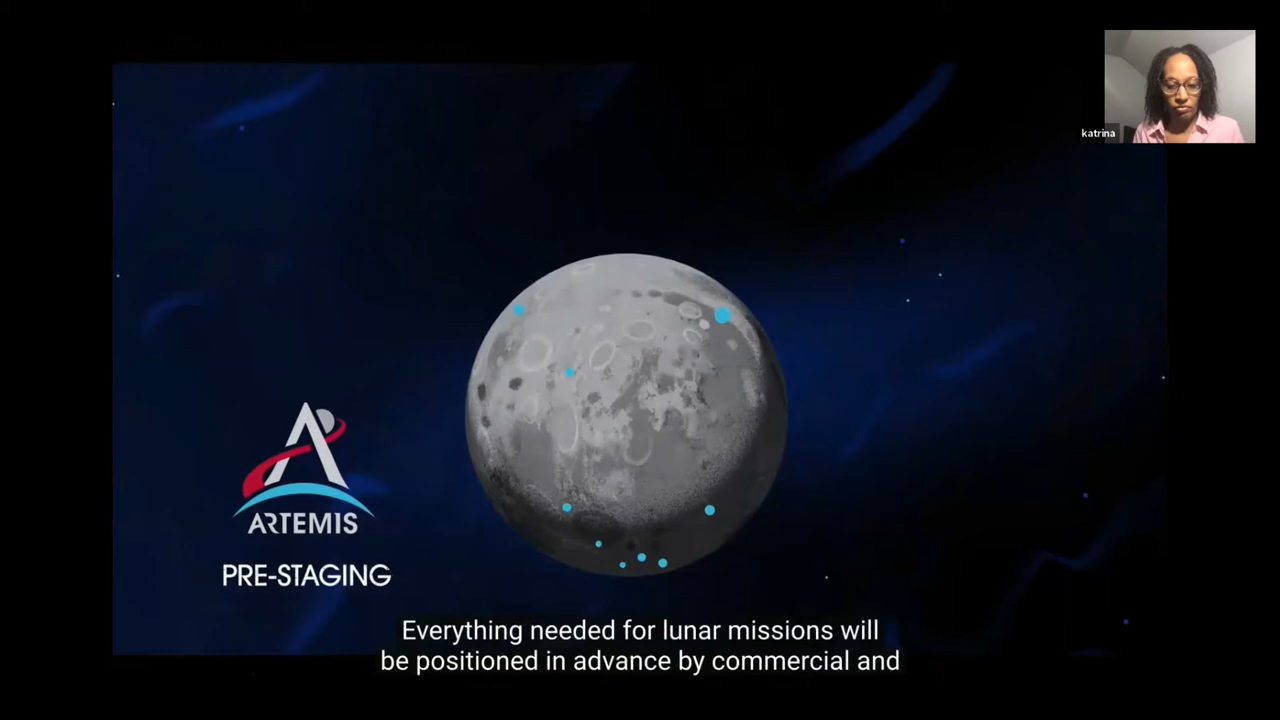 katrina
ARTEMIS
PRE-STAGING
Everything needed for lunar missions will
be positioned in advance by commercial and